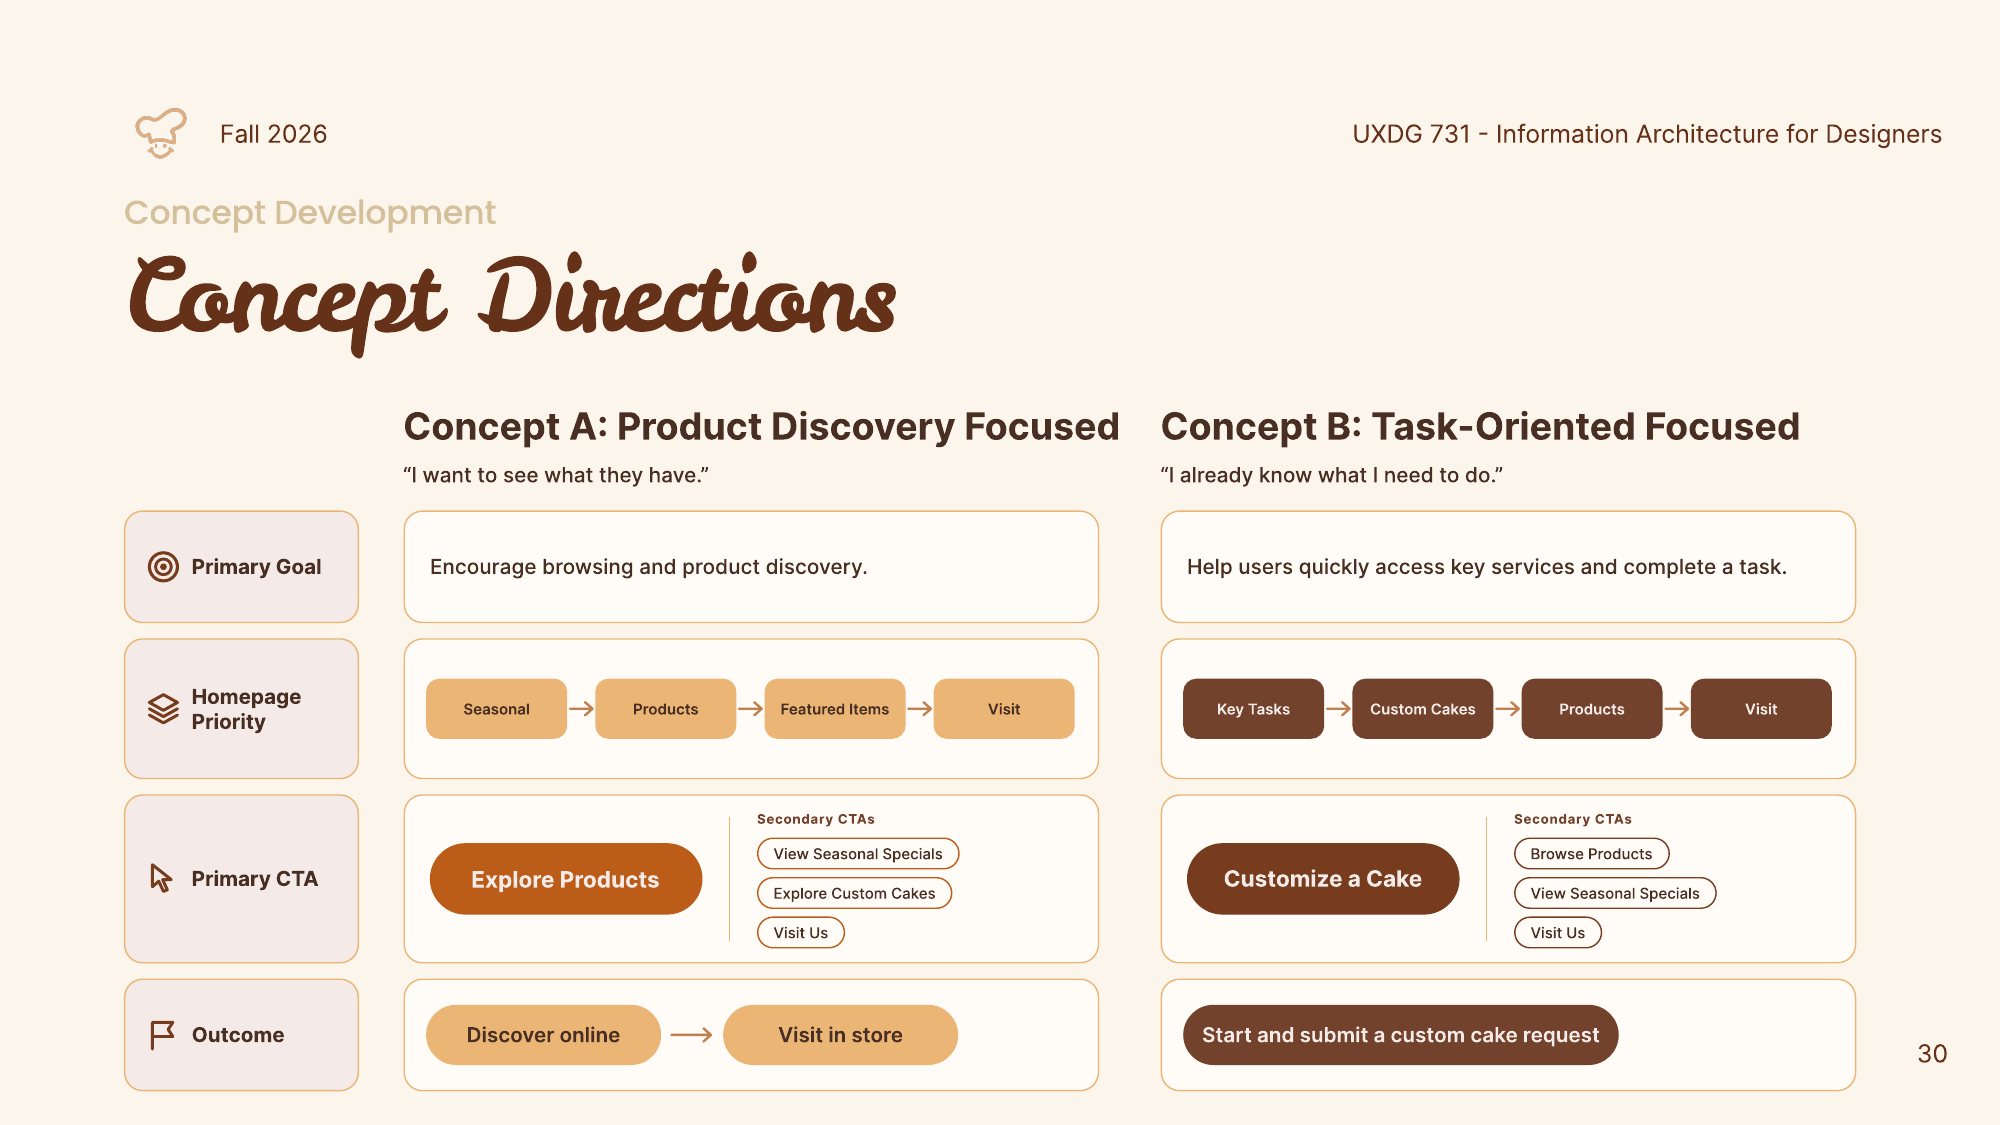 Fall 2026
UXDG 731 - Information Architecture for Designers
Concept Development
Concept Directions
Concept A: Product Discovery Focused
“I want to see what they have.”
Concept B: Task-Oriented Focused
“I already know what I need to do.”
Primary Goal
Encourage browsing and product discovery.
Help users quickly access key services and complete a task.
Homepage
Priority
Seasonal
Products
Featured Items
Visit
Key Tasks
Custom Cakes
Products
Visit
Primary CTA
Explore Products
Secondary CTAs
View Seasonal Specials
Explore Custom Cakes
Visit Us
Customize a Cake
Secondary CTAs
Browse Products
View Seasonal Specials
Visit Us
Outcome
Discover online
Visit in store
Start and submit a custom cake request
30